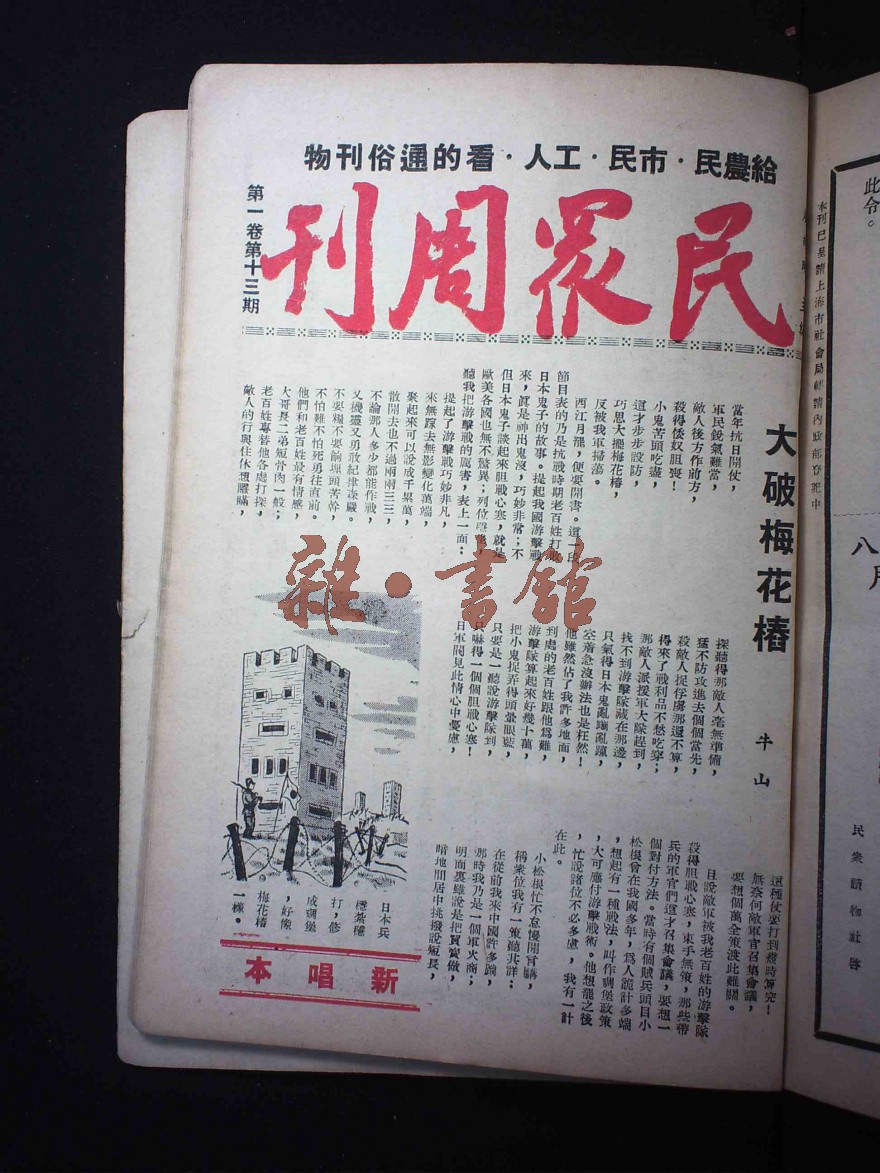 給農民·市民·工人·看的通俗刊物
民眾周刊
第一卷第十三期
大破梅花樁
牛山
當年抗日開仗，
軍民銳氣難當，
敵人後方作前方，
殺得倭奴胆喪！
小鬼苦頭吃盡，
這才步步設防，
巧思大擺梅花樁，
反被我軍掃蕩。
西江月罷，便要開書。這一段
節目表的乃是抗戰時期老百姓打敗
日本鬼子的故事。提起我國游擊戰
來，眞是神出鬼沒，巧妙非常；不
但日本鬼子談起來胆戰心寒，就是
歐美各國也無不驚異；列位
聽我把游擊戰的厲害，表上一面：
提起了游擊戰巧妙非凡，
來無蹤去無影變化萬端，
聚起來可以說成千累萬，
散開去也不過兩兩三三，
不論那人多少都能作戰，
又機靈又勇敢紀律森嚴。
不要糧不要餉埋頭苦幹，
不怕難不怕死勇往直前。
他們和老百姓最有情感，
大哥長二弟短骨肉一般；
老百姓專替他各處打探，
敵人的行與住休想隱瞞，
探聽得那敵人毫無準備，
猛不防攻進去個個當先，
殺敵人捉俘虜那還不算，
得來了戰利品不愁吃穿；
那敵人派援軍大隊趕到，
找不到游擊隊藏在那邊，
只氣得日本鬼亂蹦亂躥，
空着急沒辦法也是枉然！
他雖然佔了我許多地面，
到處的老百姓跟他爲難，
游擊隊算起來好幾十萬，
把小鬼捉弄得頭暈眼藍，
只要是一聽說游擊隊到，
只嚇得一個個胆戰心寒！
日軍閥見此情心中憂慮，
這種仗要打到幾時算完！
無奈何敵軍官召集會議，
要想個萬全策渡此難關。
且說敵軍被我老百姓的游擊隊
殺得胆戰心寒，束手無策，那些帶
兵的軍官們這才召集會議，要想一
個對付方法。當時有個賊兵頭目小
松根曾在我國多年，爲人詭計多端
，想起有一種戰法，叫作碉堡政策
，大可應付游擊戰術。他想罷之後
，忙說諸位不必多慮，我有一計
在此。
小松根忙不怠慢開言講，
稱衆位我有一策聽其詳：
在從前我來中國許多趟，
那時我乃是一個軍火商；
明面裏雖說是把買賣做，
暗地間居中挑撥說短長，
日本兵
到處
打，修
成碉堡
，好像
梅花樁
一樣。
新唱本
雜·書館
此令。
本刊已呈請上海市社會局轉請內政部登記中
八
月
民眾讀物社啓